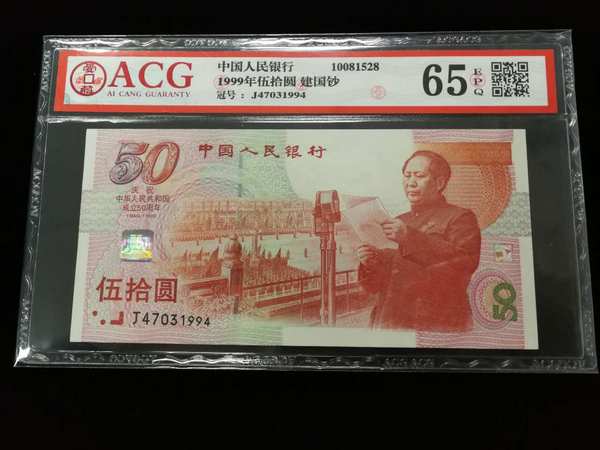 ACG
AI CANG GUARANTY
中国人民银行 10081528
1999年伍拾圆 建国钞
冠号： J47031994
65 EPQ
50
中国人民银行
庆祝
中华人民共和国
成立50周年
1949-1999
伍拾圆
J47031994
50